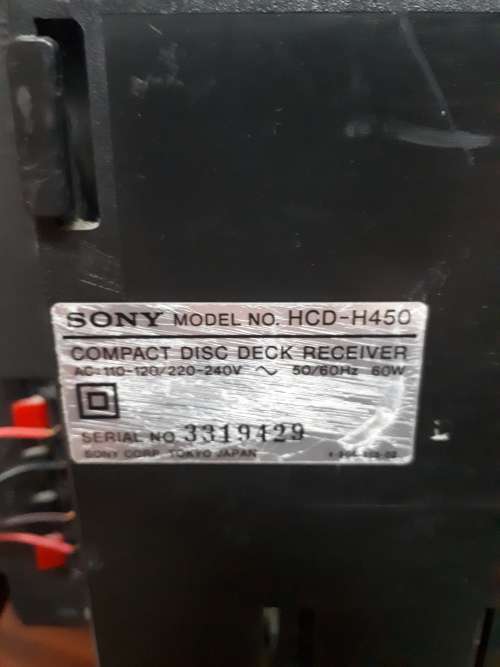 SONY MODEL NO. HCD-H450
COMPACT DISC DECK RECEIVER
AC-110-120/220-240V ~ 50/60Hz 60W
SERIAL NO. 3319429
SONY CORP. TOKYO JAPAN